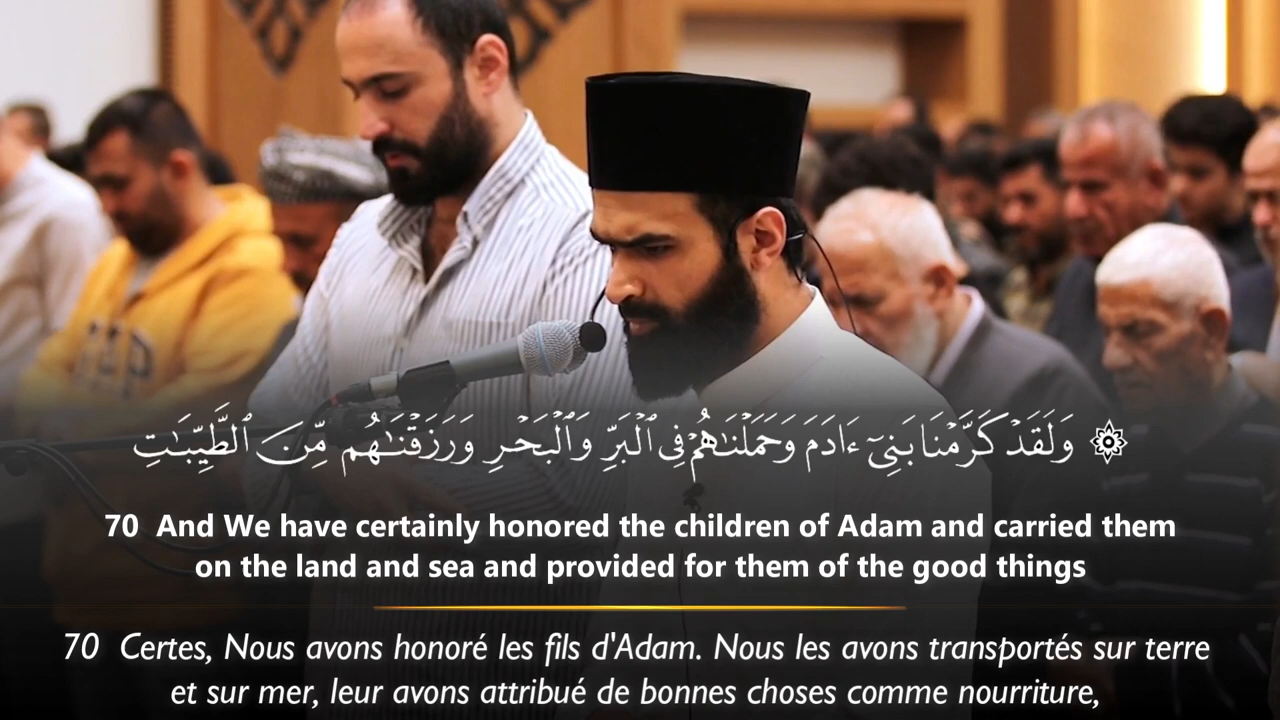 ۞ وَلَقَدْ كَرَّمْنَا بَنِىٓ ءَادَمَ وَحَمَلْنَـٰهُمْ فِى ٱلْبَرِّ وَٱلْبَحْرِ وَرَزَقْنَـٰهُم مِّنَ ٱلطَّيِّبَـٰتِ
70 And We have certainly honored the children of Adam and carried them
on the land and sea and provided for them of the good things
70 Certes, Nous avons honoré les fils d'Adam. Nous les avons transportés sur terre
et sur mer, leur avons attribué de bonnes choses comme nourriture,